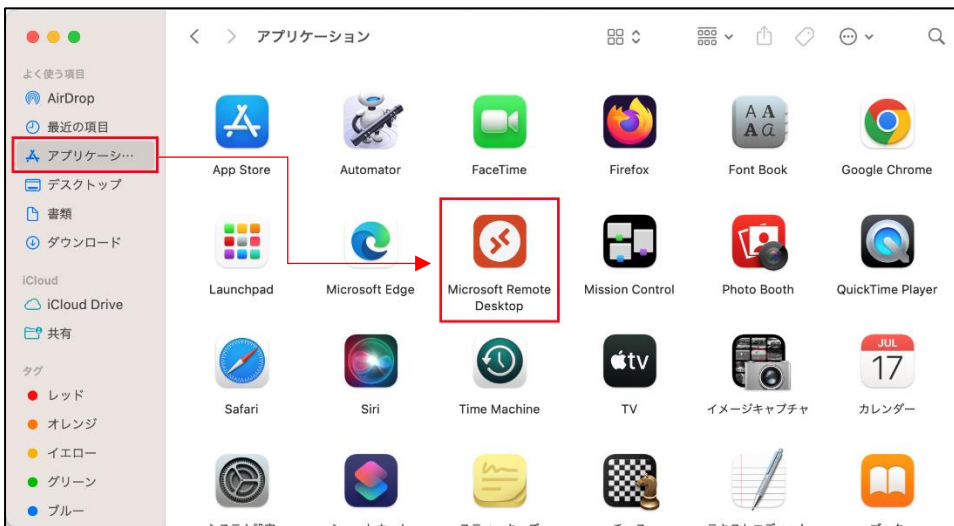 アプリケーション
よく使う項目
AirDrop
最近の項目
アプリケーシ…
デスクトップ
書類
ダウンロード
iCloud
iCloud Drive
共有
タグ
レッド
オレンジ
イエロー
グリーン
ブルー
App Store
Automator
FaceTime
Firefox
Font Book
Google Chrome
Launchpad
Microsoft Edge
Microsoft Remote
Desktop
Mission Control
Photo Booth
QuickTime Player
Safari
Siri
Time Machine
tv
TV
イメージキャプチャ
JUL
17
カレンダー